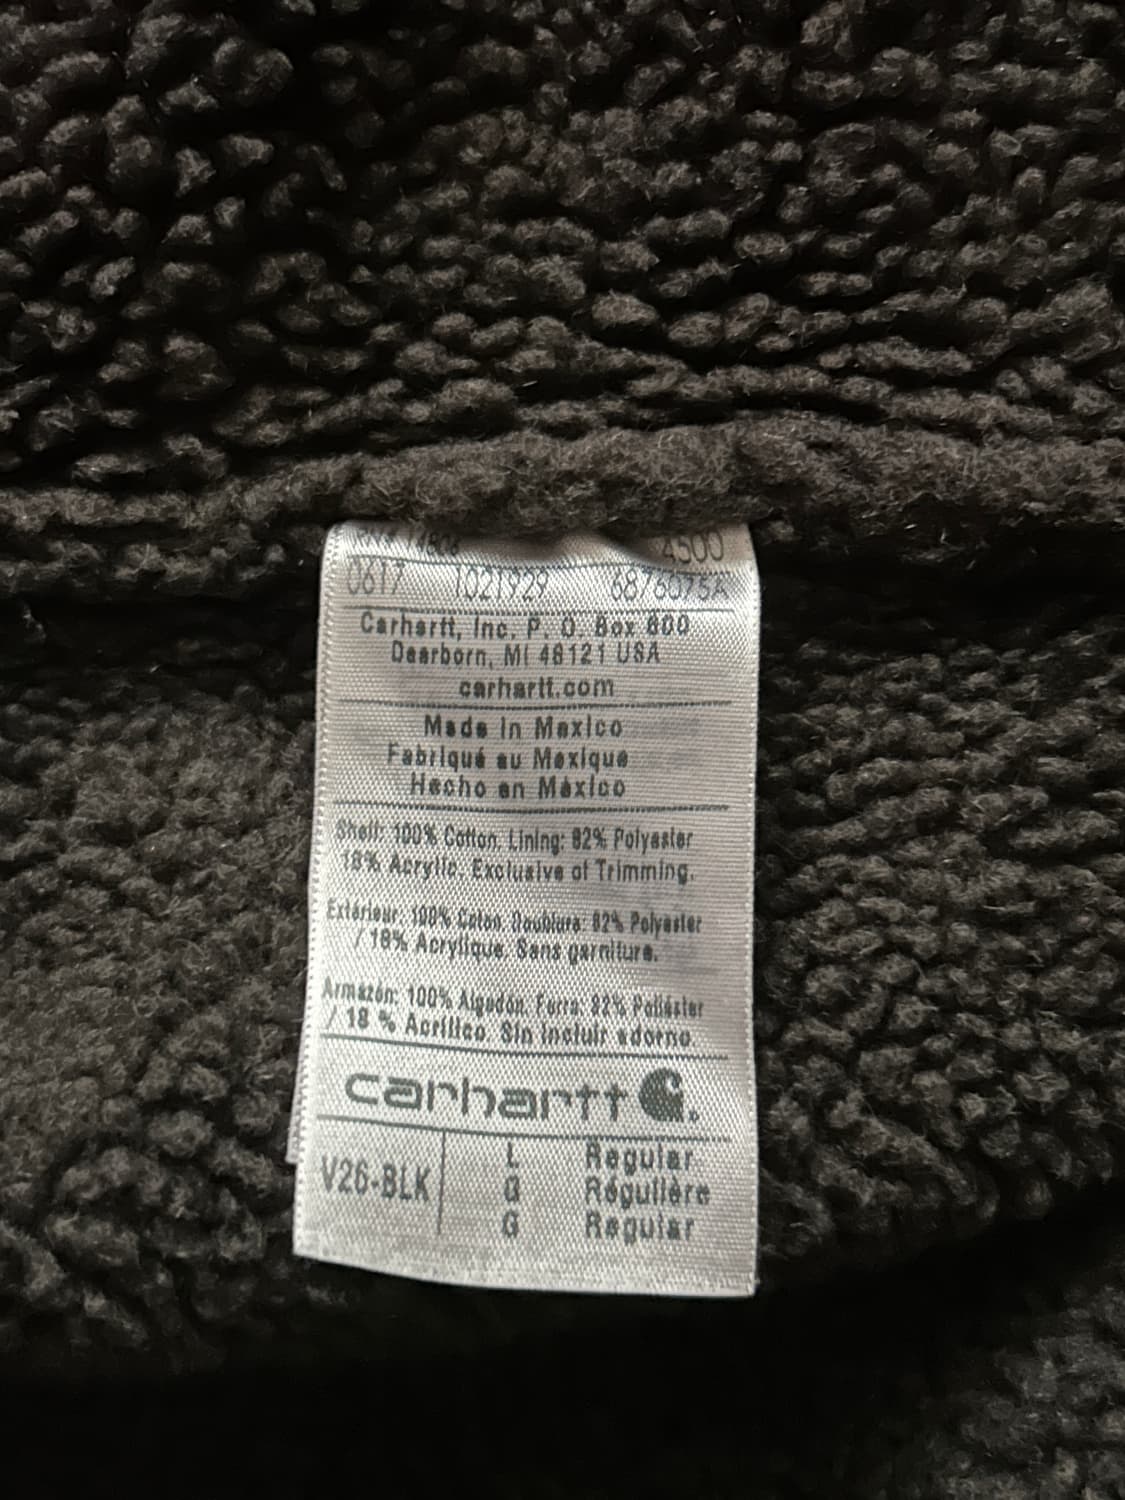 RN# 14806 4500
0617 1021929 6876075A
Carhartt, Inc. P. O. Box 600
Dearborn, MI 48121 USA
carhartt.com
Made in Mexico
Fabriqué au Mexique
Hecho en México
Shell: 100% Cotton. Lining: 82% Polyester
18% Acrylic. Exclusive of Trimming.
Extérieur: 100% Coton. Doublure: 82% Polyester
/ 18% Acrylique. Sans garniture.
Armazón: 100% Algodón. Forro: 82% Poliéster
/ 18 % Acrílico. Sin incluir adorno.
carhartt
V26-BLK L Regular
G Régulière
G Regular